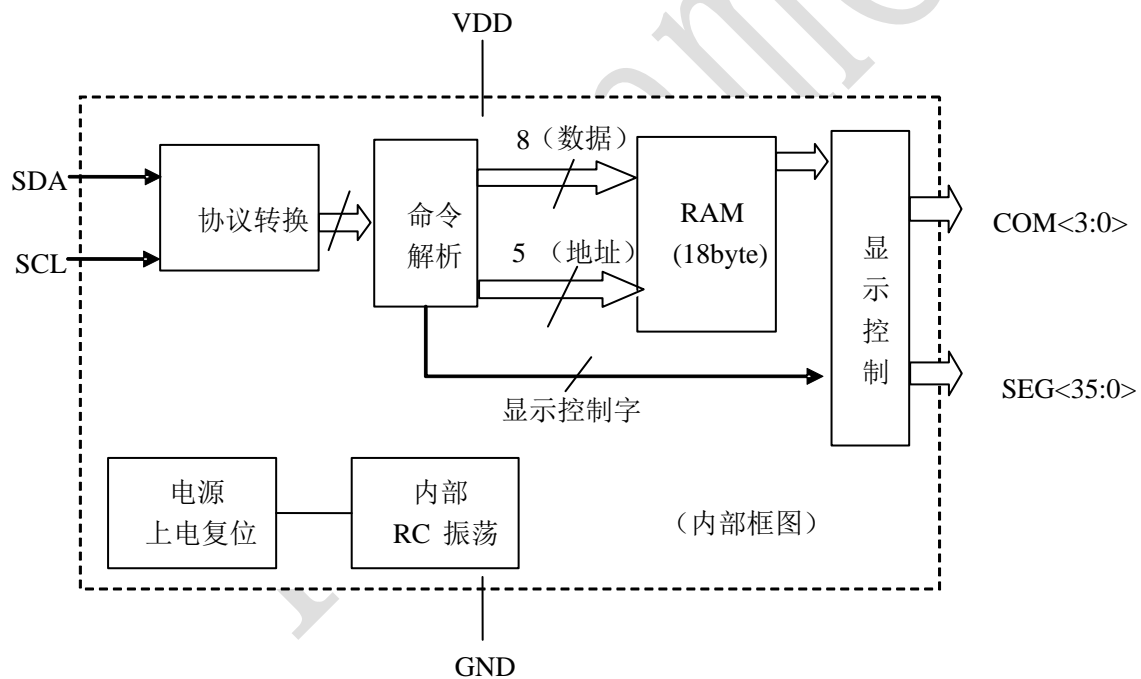 VDD
SDA
SCL
协议转换
命令
解析
8（数据）
5 （地址）
RAM
(18byte)
显
示
控
制
COM<3:0>
SEG<35:0>
显示控制字
电源
上电复位
内部
RC 振荡
（内部框图）
GND